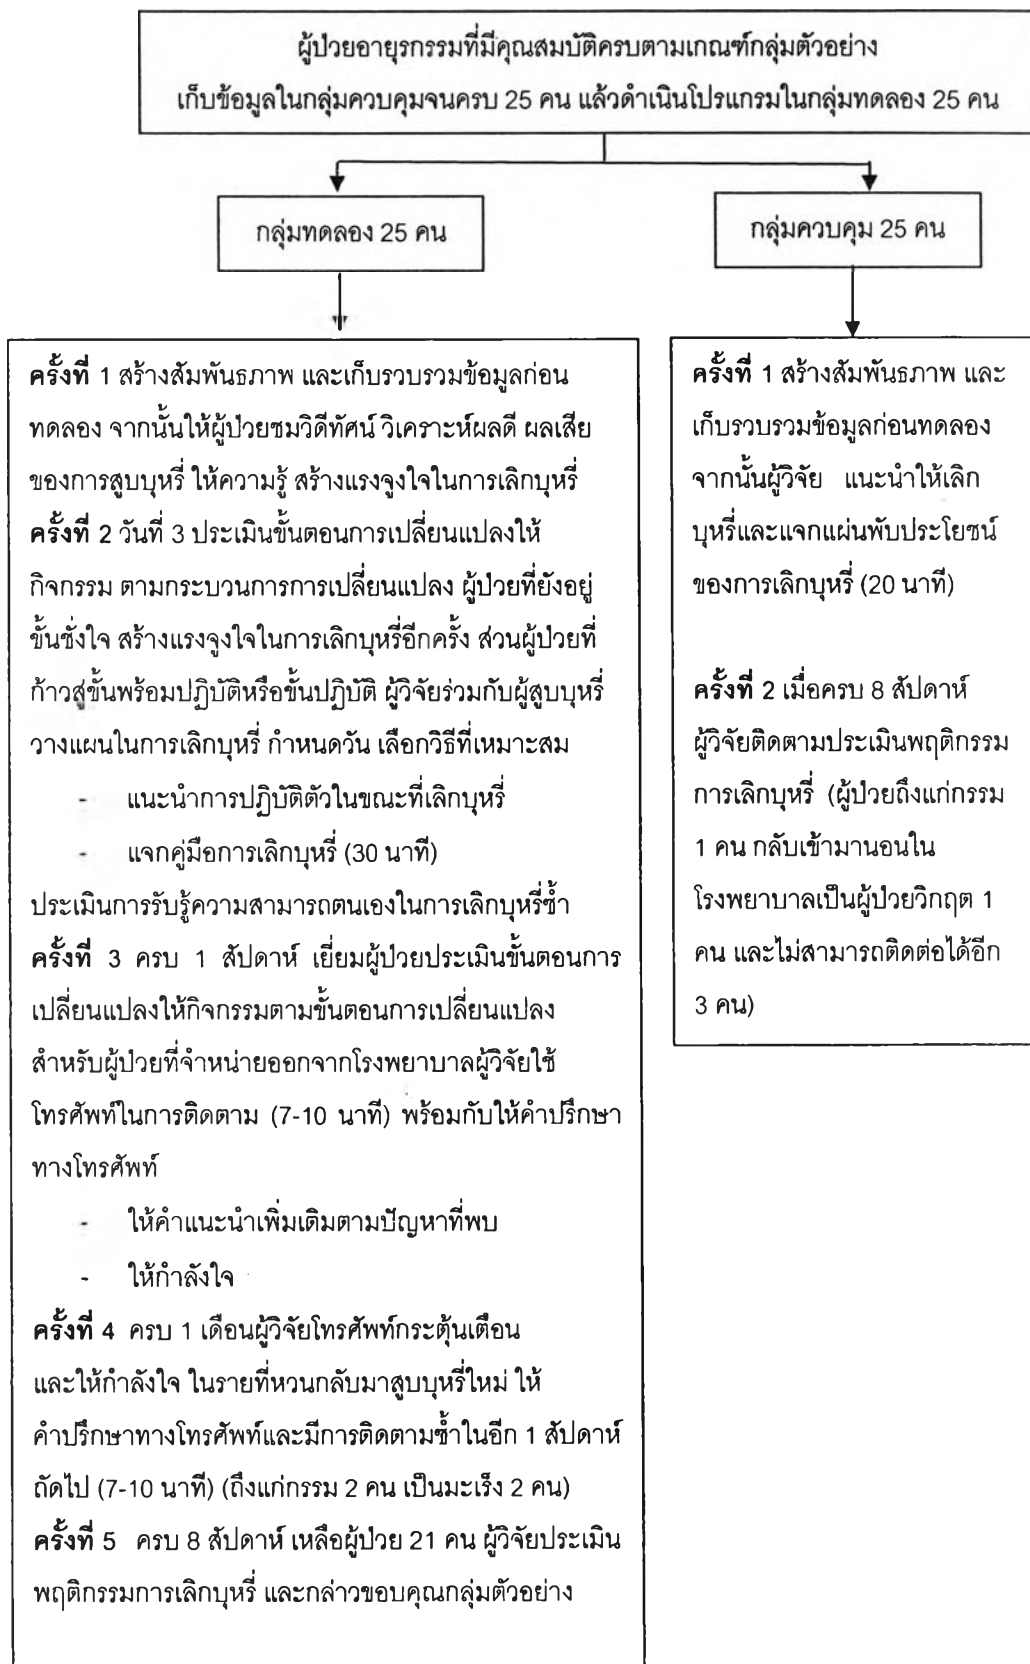 ผู้ป่วยอายุรกรรมที่มีคุณสมบัติครบตามเกณฑ์กลุ่มตัวอย่าง
เก็บข้อมูลในกลุ่มควบคุมจนครบ 25 คน แล้วดำเนินโปรแกรมในกลุ่มทดลอง 25 คน
กลุ่มทดลอง 25 คน
กลุ่มควบคุม 25 คน
ครั้งที่ 1 สร้างสัมพันธภาพ และเก็บรวบรวมข้อมูลก่อน
ทดลอง จากนั้นให้ผู้ป่วยชมวิดีทัศน์ วิเคราะห์ผลดี ผลเสีย
ของการสูบบุหรี่ ให้ความรู้ สร้างแรงจูงใจในการเลิกบุหรี่
ครั้งที่ 2 วันที่ 3 ประเมินขั้นตอนการเปลี่ยนแปลงให้
กิจกรรม ตามกระบวนการการเปลี่ยนแปลง ผู้ป่วยที่ยังอยู่
ขั้นชั่งใจ สร้างแรงจูงใจในการเลิกบุหรี่อีกครั้ง ส่วนผู้ป่วยที่
ก้าวสู่ขั้นพร้อมปฏิบัติหรือขั้นปฏิบัติ ผู้วิจัยร่วมกับผู้สูบบุหรี่
วางแผนในการเลิกบุหรี่ กำหนดวัน เลือกวิธีที่เหมาะสม
- แนะนำการปฏิบัติตัวในขณะที่เลิกบุหรี่
- แจกคู่มือการเลิกบุหรี่ (30 นาที)
ประเมินการรับรู้ความสามารถตนเองในการเลิกบุหรี่ซ้ำ
ครั้งที่ 3 ครบ 1 สัปดาห์ เยี่ยมผู้ป่วยประเมินขั้นตอนการ
เปลี่ยนแปลงให้กิจกรรมตามขั้นตอนการเปลี่ยนแปลง
สำหรับผู้ป่วยที่จำหน่ายออกจากโรงพยาบาลผู้วิจัยใช้
โทรศัพท์ในการติดตาม (7-10 นาที) พร้อมกับให้คำปรึกษา
ทางโทรศัพท์
- ให้คำแนะนำเพิ่มเติมตามปัญหาที่พบ
- ให้กำลังใจ
ครั้งที่ 4 ครบ 1 เดือนผู้วิจัยโทรศัพท์กระตุ้นเตือน
และให้กำลังใจ ในรายที่หวนกลับมาสูบบุหรี่ใหม่ ให้
คำปรึกษาทางโทรศัพท์และมีการติดตามซ้ำในอีก 1 สัปดาห์
ถัดไป (7-10 นาที) (ถึงแก่กรรม 2 คน เป็นมะเร็ง 2 คน)
ครั้งที่ 5 ครบ 8 สัปดาห์ เหลือผู้ป่วย 21 คน ผู้วิจัยประเมิน
พฤติกรรมการเลิกบุหรี่ และกล่าวขอบคุณกลุ่มตัวอย่าง
ครั้งที่ 1 สร้างสัมพันธภาพ และ
เก็บรวบรวมข้อมูลก่อนทดลอง
จากนั้นผู้วิจัย แนะนำให้เลิก
บุหรี่และแจกแผ่นพับประโยชน์
ของการเลิกบุหรี่ (20 นาที)
ครั้งที่ 2 เมื่อครบ 8 สัปดาห์
ผู้วิจัยติดตามประเมินพฤติกรรม
การเลิกบุหรี่ (ผู้ป่วยถึงแก่กรรม
1 คน กลับเข้ามานอนใน
โรงพยาบาลเป็นผู้ป่วยวิกฤต 1
คน และไม่สามารถติดต่อได้อีก
3 คน)